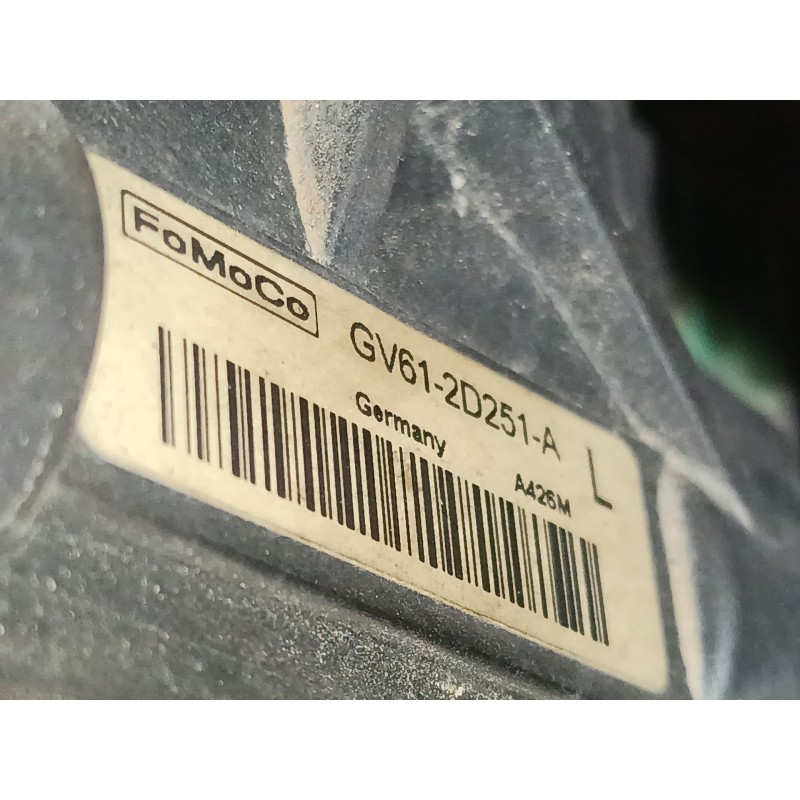 FoMoCo
GV61-2D251-A
Germany
A426M
L